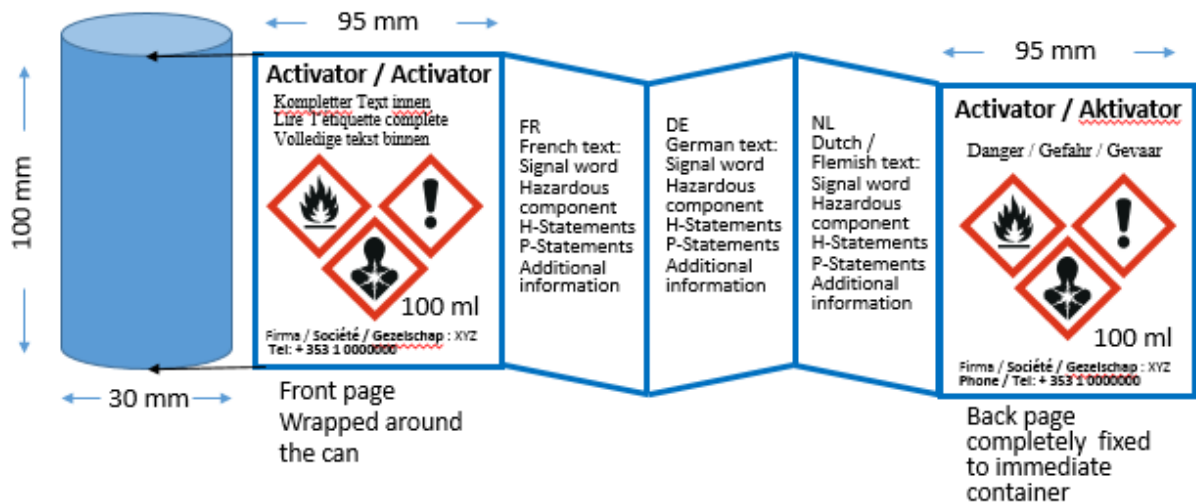 95 mm
100 mm
30 mm
Activator / Activator
Kompletter Text innen
Lire l étiquette complète
Volledige tekst binnen
100 ml
Firma / Société / Gezelschap : XYZ
Tel: + 353 1 0000000
Front page
Wrapped around
the can
FR
French text:
Signal word
Hazardous
component
H-Statements
P-Statements
Additional
information
DE
German text:
Signal word
Hazardous
component
H-Statements
P-Statements
Additional
information
NL
Dutch /
Flemish text:
Signal word
Hazardous
component
H-Statements
P-Statements
Additional
information
95 mm
Activator / Aktivator
Danger / Gefahr / Gevaar
100 ml
Firma / Société / Gezelschap : XYZ
Phone / Tel: + 353 1 0000000
Back page
completely fixed
to immediate
container